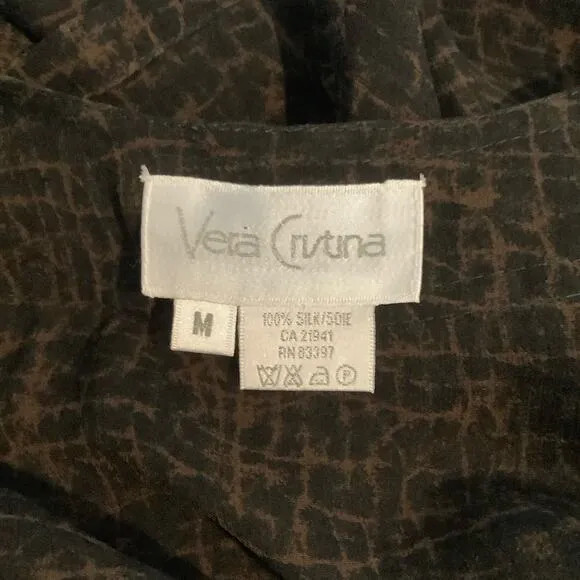 Vera Cristina
M
100% SILK/SOIE
CA 21941
RN 83397
P